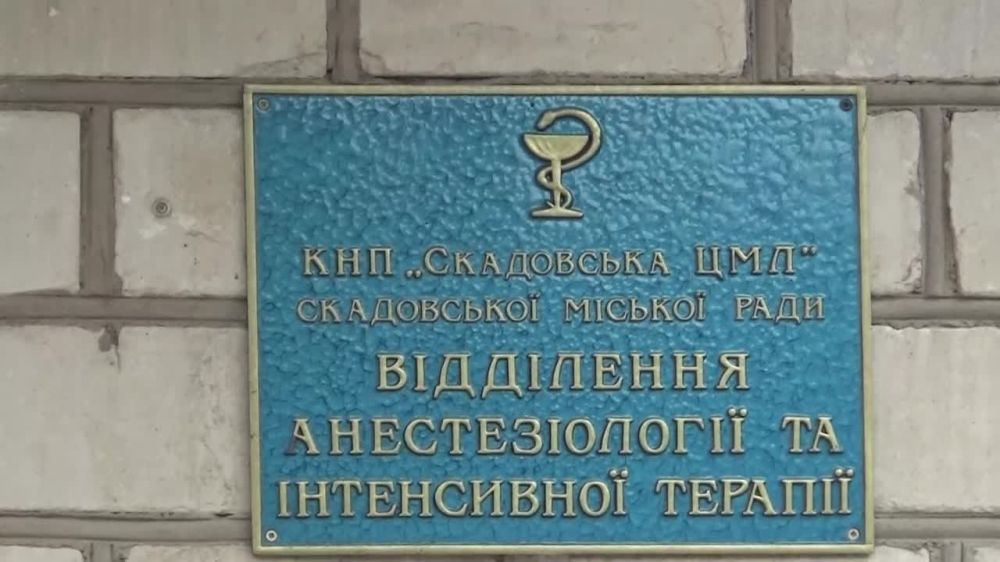 КНП „Скадовська ЦМЛ“
Скадовської міської ради
ВІДДІЛЕННЯ
АНЕСТЕЗІОЛОГІЇ ТА
ІНТЕНСИВНОЇ ТЕРАПІЇ